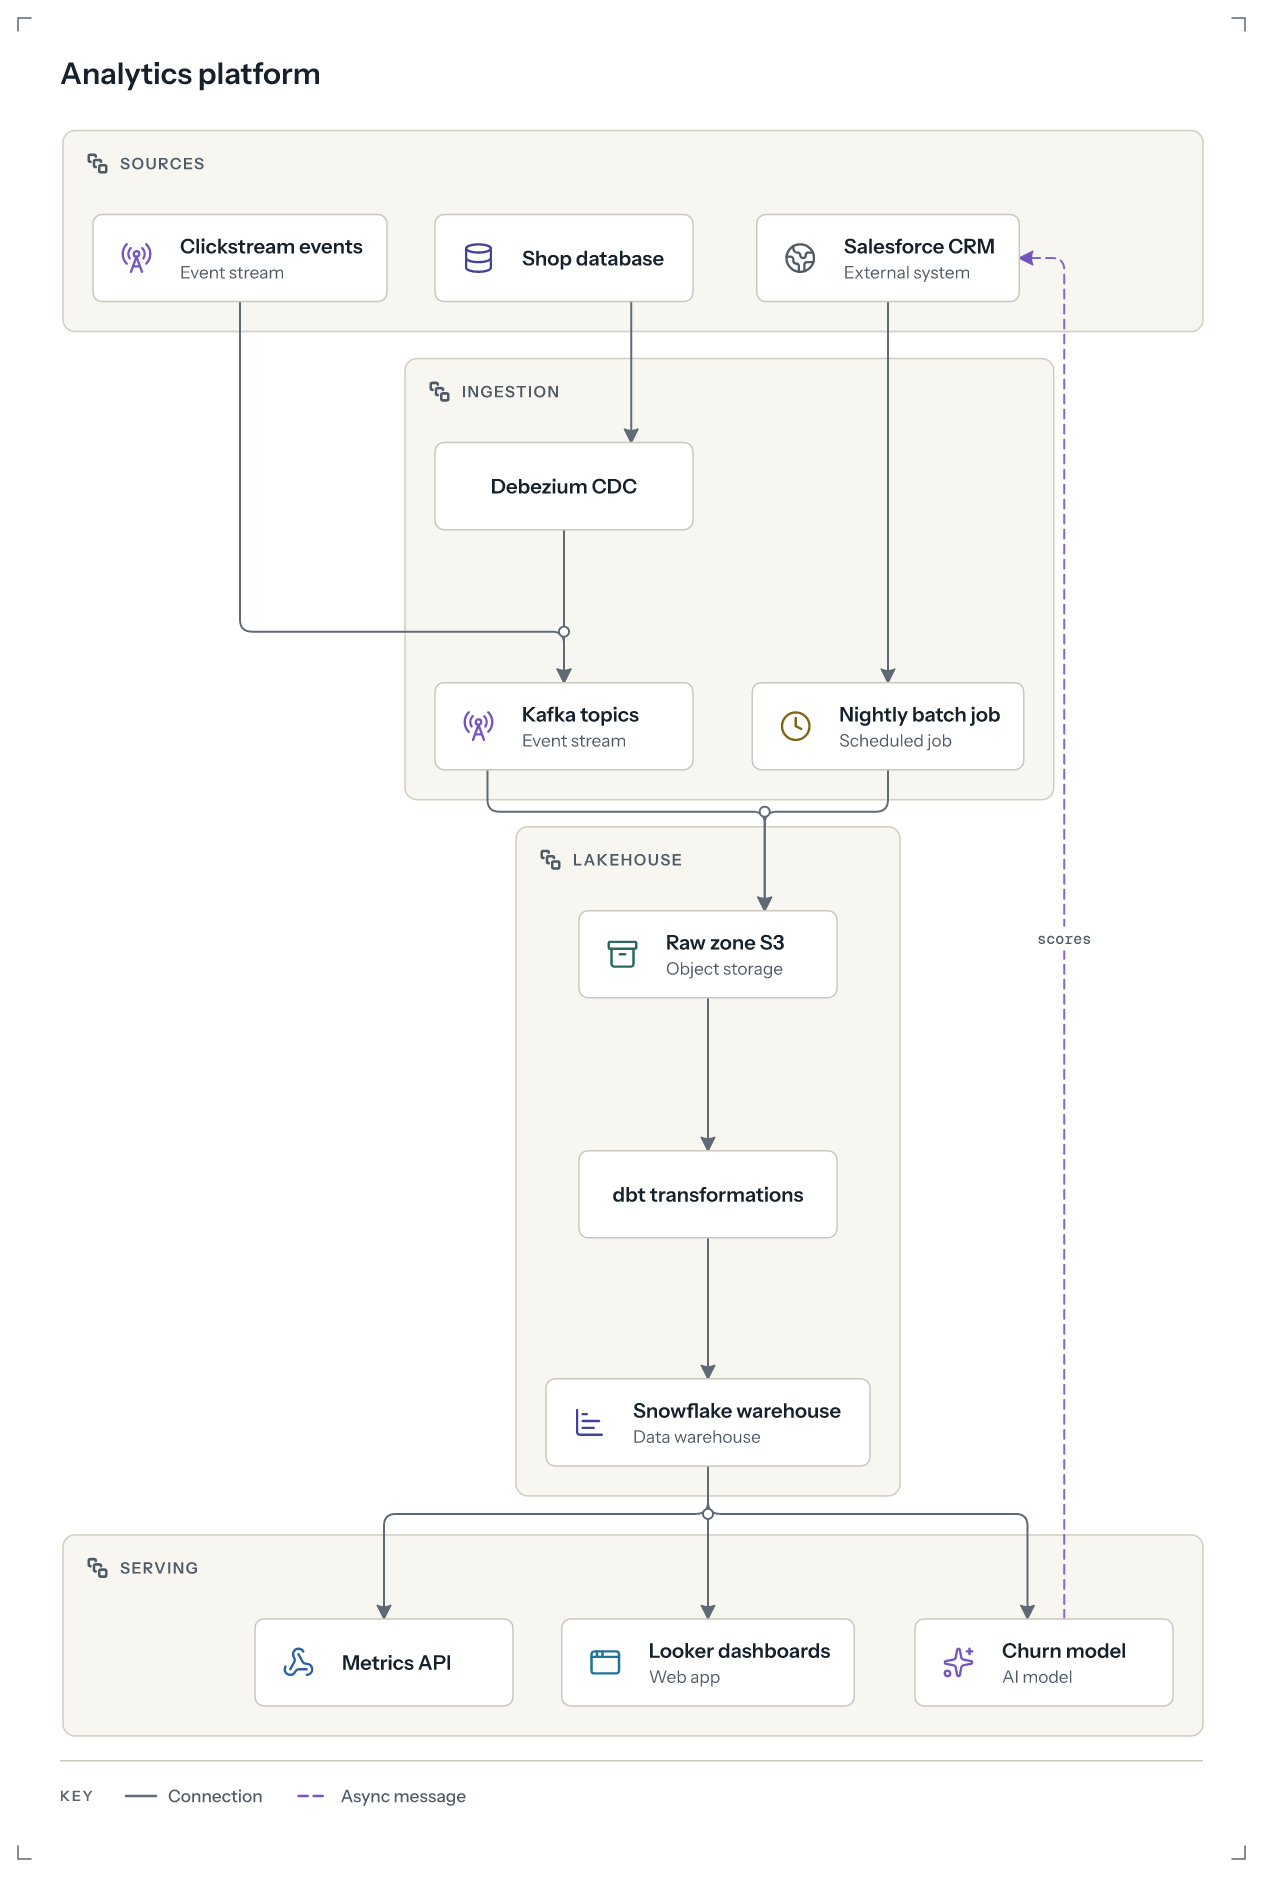 Analytics platform
SOURCES
Clickstream events
Event stream
Shop database
Salesforce CRM
External system
INGESTION
Debezium CDC
Kafka topics
Event stream
Nightly batch job
Scheduled job
LAKEHOUSE
Raw zone S3
Object storage
scores
dbt transformations
Snowflake warehouse
Data warehouse
SERVING
Metrics API
Looker dashboards
Web app
Churn model
AI model
KEY
Connection
Async message